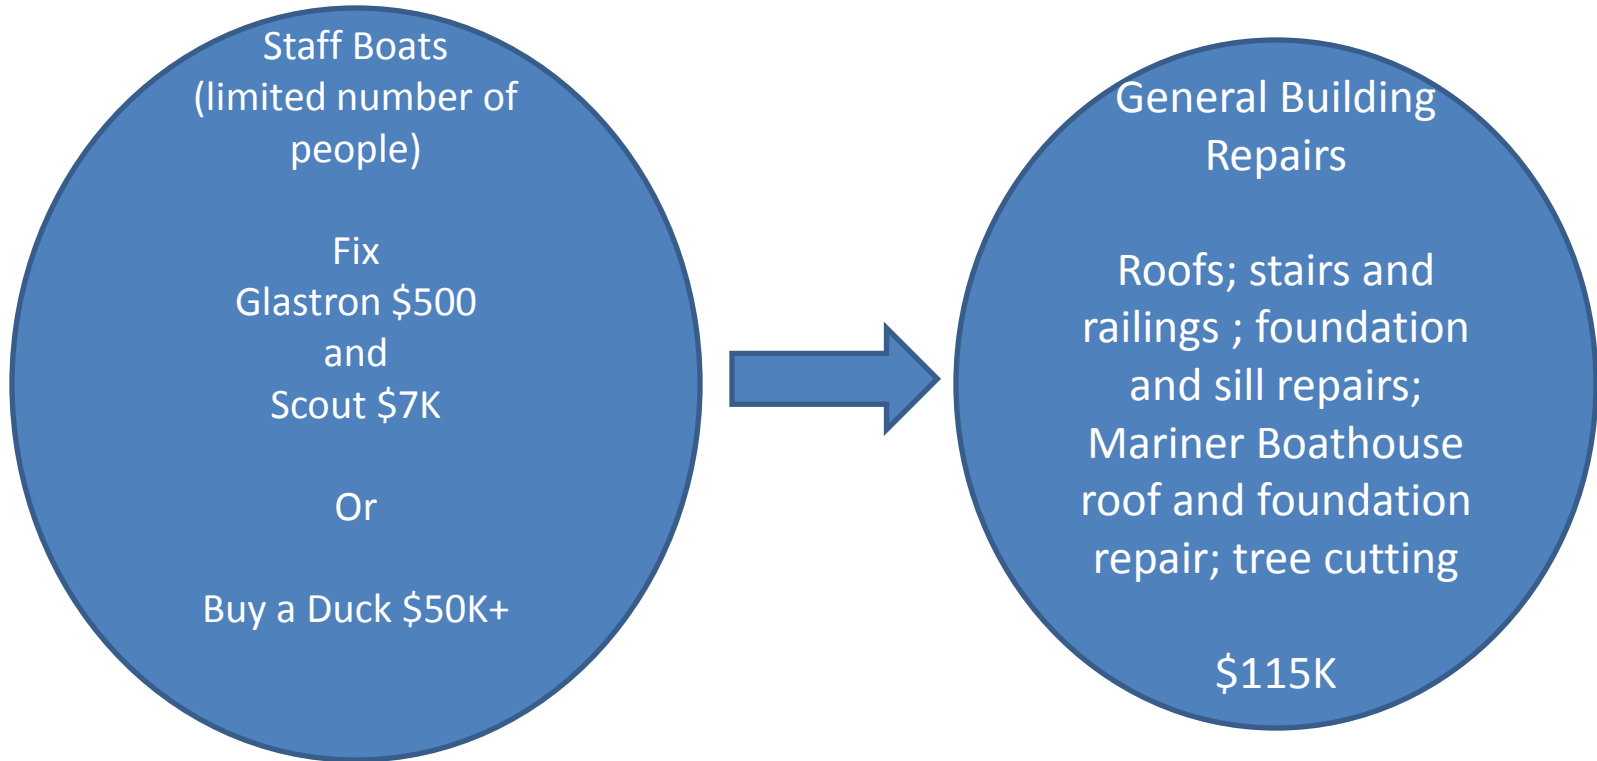 Staff Boats
(limited number of
people)
Fix
Glastron $500
and
Scout $7K
Or
Buy a Duck $50K+
General Building
Repairs
Roofs; stairs and
railings ; foundation
and sill repairs;
Mariner Boathouse
roof and foundation
repair; tree cutting
$115K